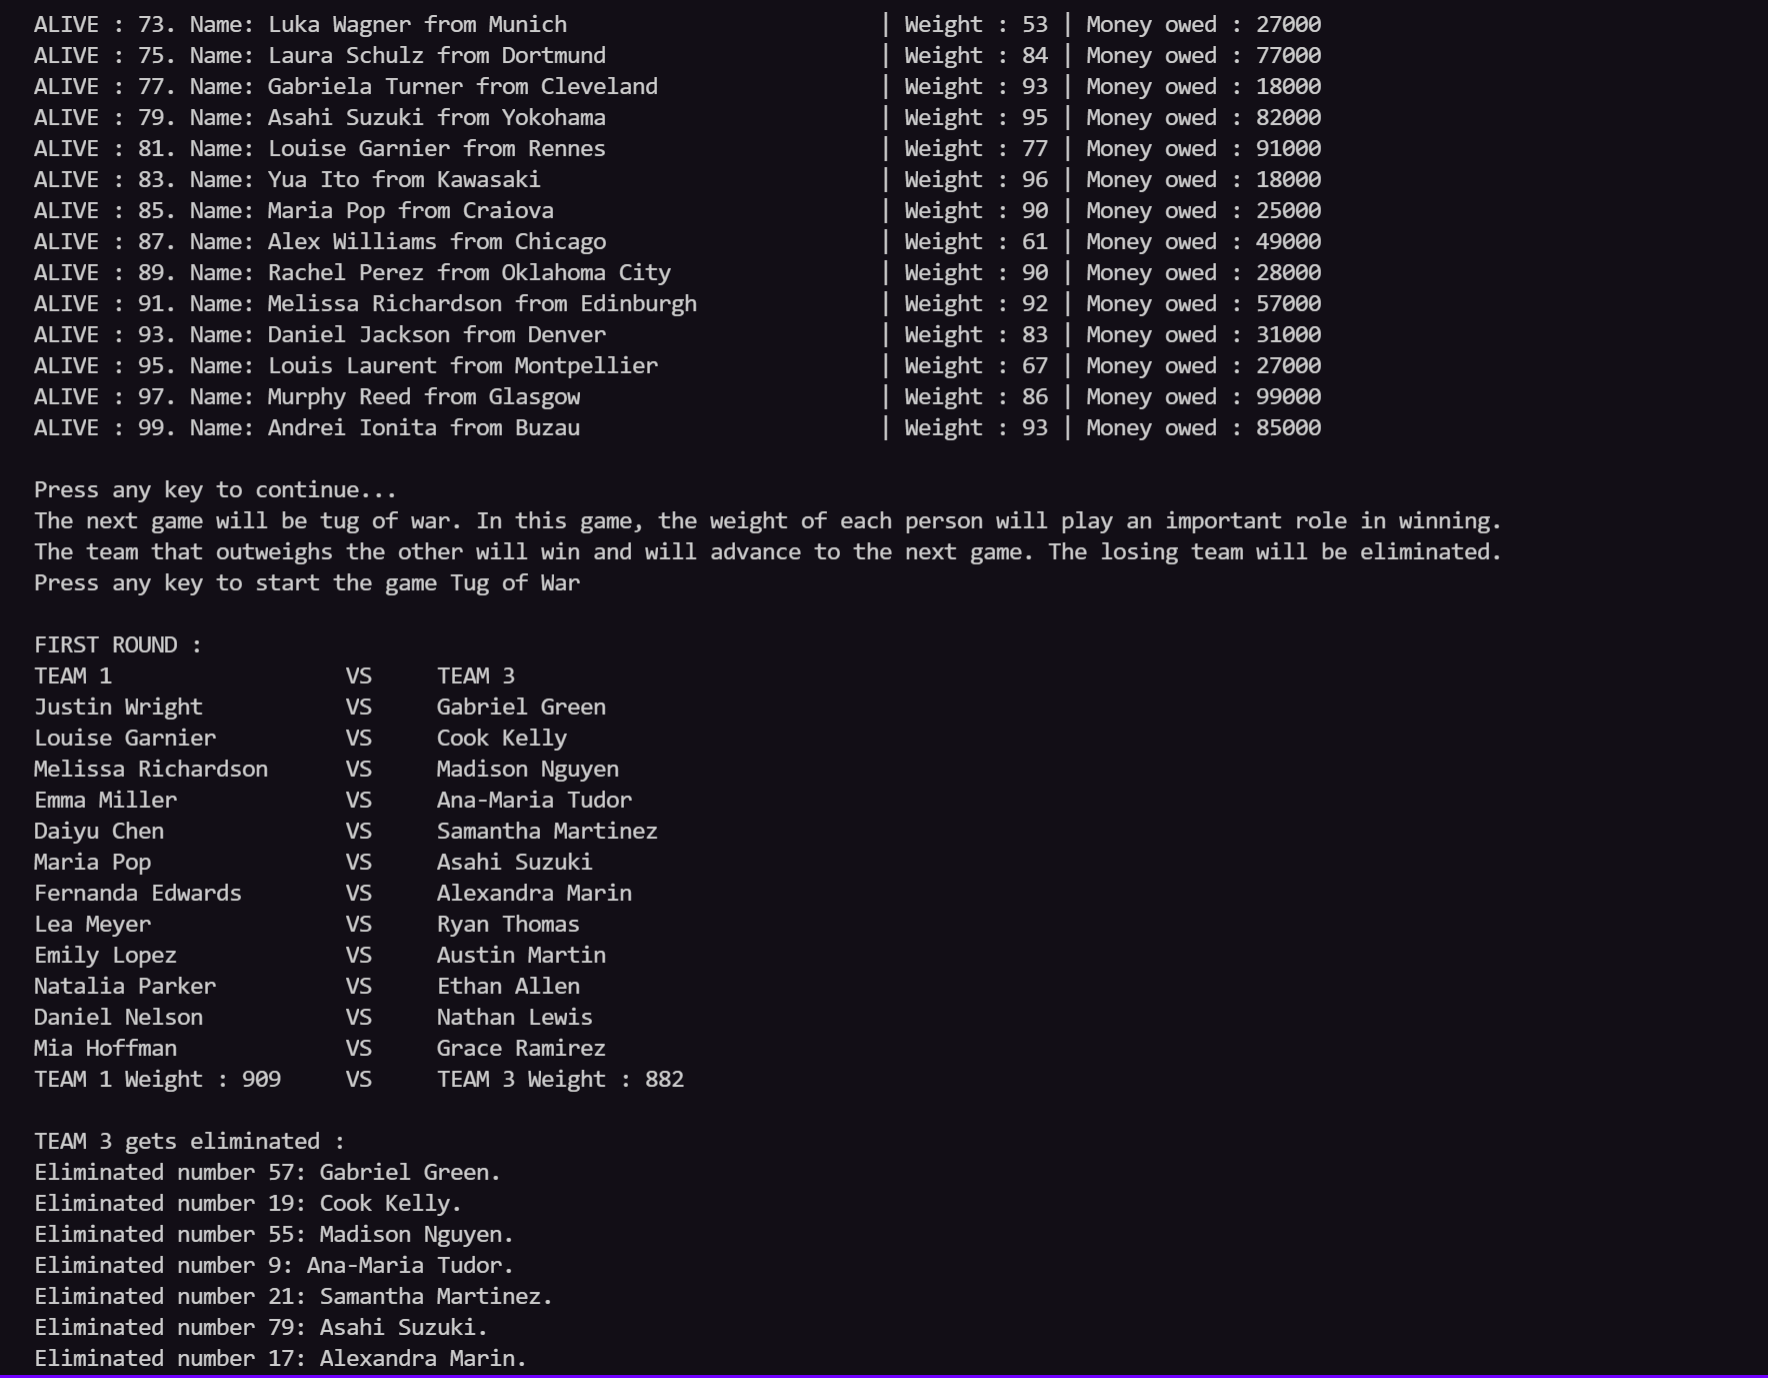 ALIVE : 73. Name: Luka Wagner from Munich | Weight : 53 | Money owed : 27000
ALIVE : 75. Name: Laura Schulz from Dortmund | Weight : 84 | Money owed : 77000
ALIVE : 77. Name: Gabriela Turner from Cleveland | Weight : 93 | Money owed : 18000
ALIVE : 79. Name: Asahi Suzuki from Yokohama | Weight : 95 | Money owed : 82000
ALIVE : 81. Name: Louise Garnier from Rennes | Weight : 77 | Money owed : 91000
ALIVE : 83. Name: Yua Ito from Kawasaki | Weight : 96 | Money owed : 18000
ALIVE : 85. Name: Maria Pop from Craiova | Weight : 90 | Money owed : 25000
ALIVE : 87. Name: Alex Williams from Chicago | Weight : 61 | Money owed : 49000
ALIVE : 89. Name: Rachel Perez from Oklahoma City | Weight : 90 | Money owed : 28000
ALIVE : 91. Name: Melissa Richardson from Edinburgh | Weight : 92 | Money owed : 57000
ALIVE : 93. Name: Daniel Jackson from Denver | Weight : 83 | Money owed : 31000
ALIVE : 95. Name: Louis Laurent from Montpellier | Weight : 67 | Money owed : 27000
ALIVE : 97. Name: Murphy Reed from Glasgow | Weight : 86 | Money owed : 99000
ALIVE : 99. Name: Andrei Ionita from Buzau | Weight : 93 | Money owed : 85000
Press any key to continue...
The next game will be tug of war. In this game, the weight of each person will play an important role in winning.
The team that outweighs the other will win and will advance to the next game. The losing team will be eliminated.
Press any key to start the game Tug of War
FIRST ROUND :
TEAM 1 VS TEAM 3
Justin Wright VS Gabriel Green
Louise Garnier VS Cook Kelly
Melissa Richardson VS Madison Nguyen
Emma Miller VS Ana-Maria Tudor
Daiyu Chen VS Samantha Martinez
Maria Pop VS Asahi Suzuki
Fernanda Edwards VS Alexandra Marin
Lea Meyer VS Ryan Thomas
Emily Lopez VS Austin Martin
Natalia Parker VS Ethan Allen
Daniel Nelson VS Nathan Lewis
Mia Hoffman VS Grace Ramirez
TEAM 1 Weight : 909 VS TEAM 3 Weight : 882
TEAM 3 gets eliminated :
Eliminated number 57: Gabriel Green.
Eliminated number 19: Cook Kelly.
Eliminated number 55: Madison Nguyen.
Eliminated number 9: Ana-Maria Tudor.
Eliminated number 21: Samantha Martinez.
Eliminated number 79: Asahi Suzuki.
Eliminated number 17: Alexandra Marin.